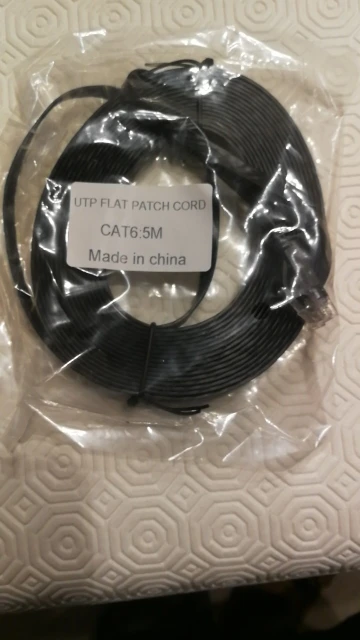 UTP FLAT PATCH CORD
CAT6:5M
Made in china